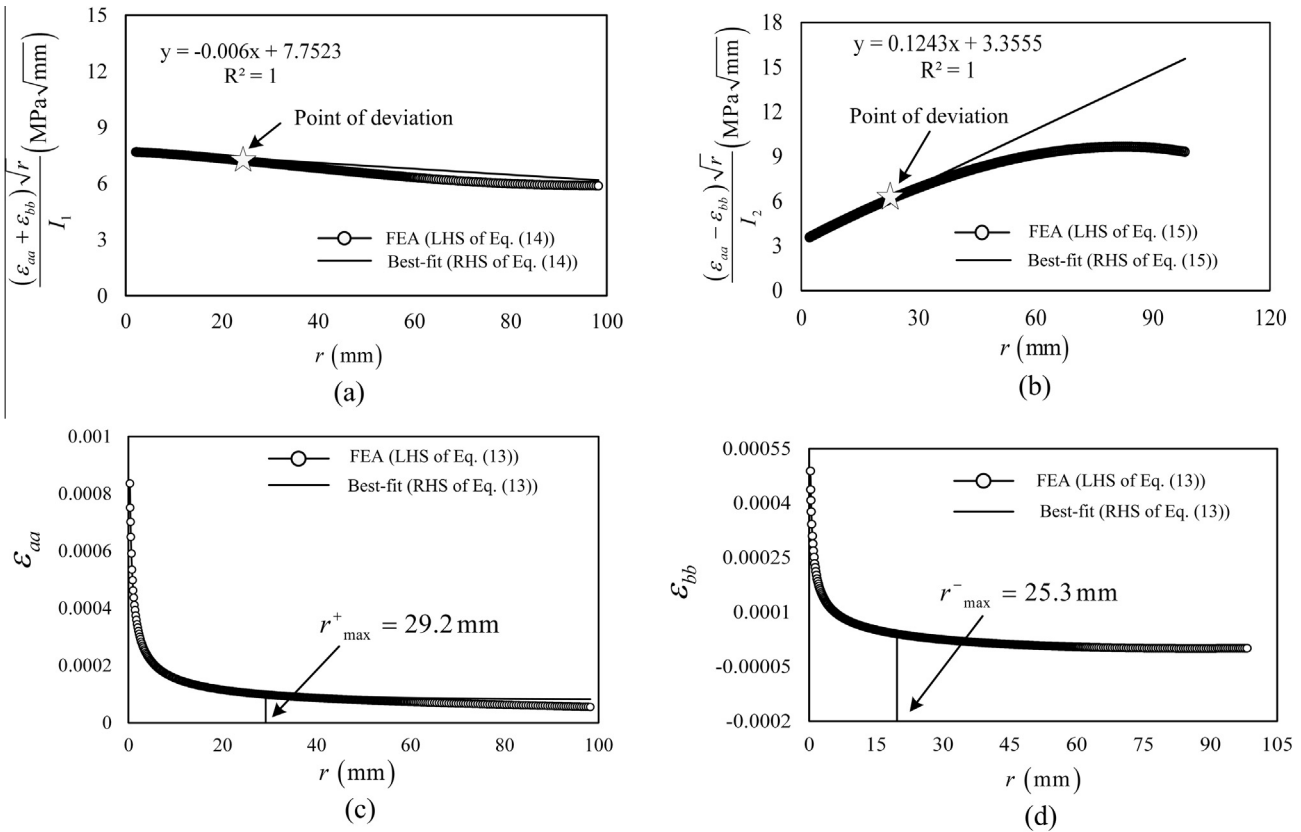 15
12
9
6
3
0
(ε_aa + ε_bb)√r / I_1 (MPa√mm)
y = -0.006x + 7.7523
R² = 1
Point of deviation
FEA (LHS of Eq. (14))
Best-fit (RHS of Eq. (14))
0 20 40 60 80 100
r (mm)
(a)
18
15
12
9
6
3
0
(ε_aa − ε_bb)√r / I_2 (MPa√mm)
y = 0.1243x + 3.3555
R² = 1
Point of deviation
FEA (LHS of Eq. (15))
Best-fit (RHS of Eq. (15))
0 30 60 90 120
r (mm)
(b)
0.001
0.0008
0.0006
0.0004
0.0002
0
ε_aa
FEA (LHS of Eq. (13))
Best-fit (RHS of Eq. (13))
r⁺_max = 29.2 mm
0 20 40 60 80 100
r (mm)
(c)
0.00055
0.0004
0.00025
0.0001
-0.00005
-0.0002
ε_bb
FEA (LHS of Eq. (13))
Best-fit (RHS of Eq. (13))
r⁻_max = 25.3 mm
0 15 30 45 60 75 90 105
r (mm)
(d)